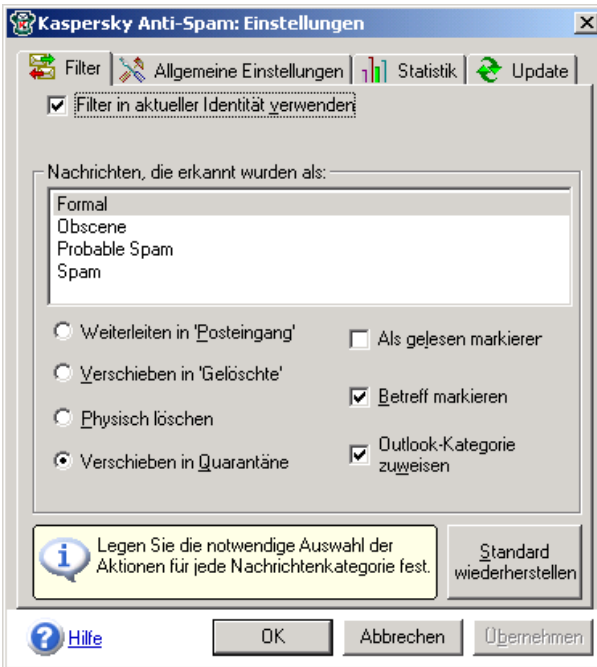 Kaspersky Anti-Spam: Einstellungen
Filter
Allgemeine Einstellungen
Statistik
Update
Filter in aktueller Identität verwenden
Nachrichten, die erkannt wurden als:
Formal
Obscene
Probable Spam
Spam
Weiterleiten in 'Posteingang'
Als gelesen markierer
Verschieben in 'Gelöschte'
Betreff markieren
Physisch löschen
Verschieben in Quarantäne
Outlook-Kategorie
zuweisen
Legen Sie die notwendige Auswahl der
Aktionen für jede Nachrichtenkategorie fest.
Standard
wiederherstellen
Hilfe
OK
Abbrechen
Übernehmen